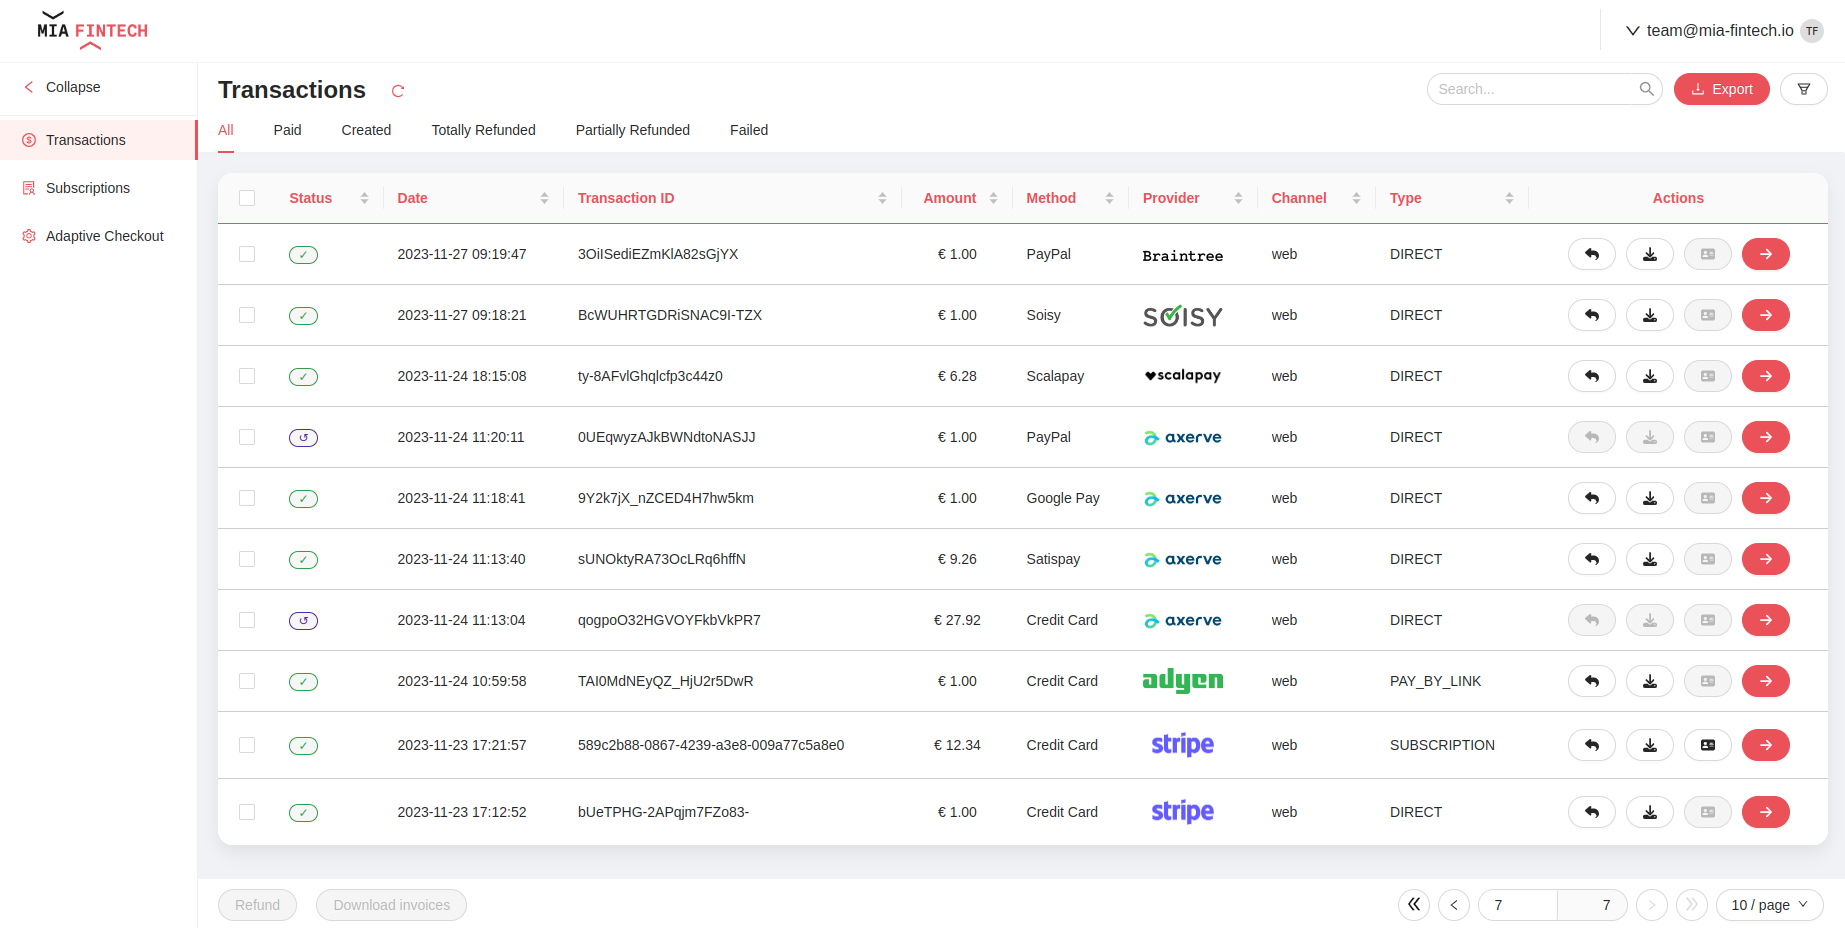 MIA FINTECH
team@mia-fintech.io TF
Collapse
Transactions
Subscriptions
Adaptive Checkout
Transactions
Search...
Export
All Paid Created Totally Refunded Partially Refunded Failed
Status Date Transaction ID Amount Method Provider Channel Type Actions
2023-11-27 09:19:47 3OiISediEZmKlA82sGjYX € 1.00 PayPal Braintree web DIRECT
2023-11-27 09:18:21 BcWUHRTGDRiSNAC9I-TZX € 1.00 Soisy SOISY web DIRECT
2023-11-24 18:15:08 ty-8AFvlGhqlcfp3c44z0 € 6.28 Scalapay scalapay web DIRECT
2023-11-24 11:20:11 0UEqwyzAJkBWNdtoNASJJ € 1.00 PayPal axerve web DIRECT
2023-11-24 11:18:41 9Y2k7jX_nZCED4H7hw5km € 1.00 Google Pay axerve web DIRECT
2023-11-24 11:13:40 sUNOktyRA73OcLRq6hffN € 9.26 Satispay axerve web DIRECT
2023-11-24 11:13:04 qogpoO32HGVOYFkbVkPR7 € 27.92 Credit Card axerve web DIRECT
2023-11-24 10:59:58 TAI0MdNEyQZ_HjU2r5DwR € 1.00 Credit Card adyen web PAY_BY_LINK
2023-11-23 17:21:57 589c2b88-0867-4239-a3e8-009a77c5a8e0 € 12.34 Credit Card stripe web SUBSCRIPTION
2023-11-23 17:12:52 bUeTPHG-2APqjm7FZo83- € 1.00 Credit Card stripe web DIRECT
Refund Download invoices 7 7 10 / page